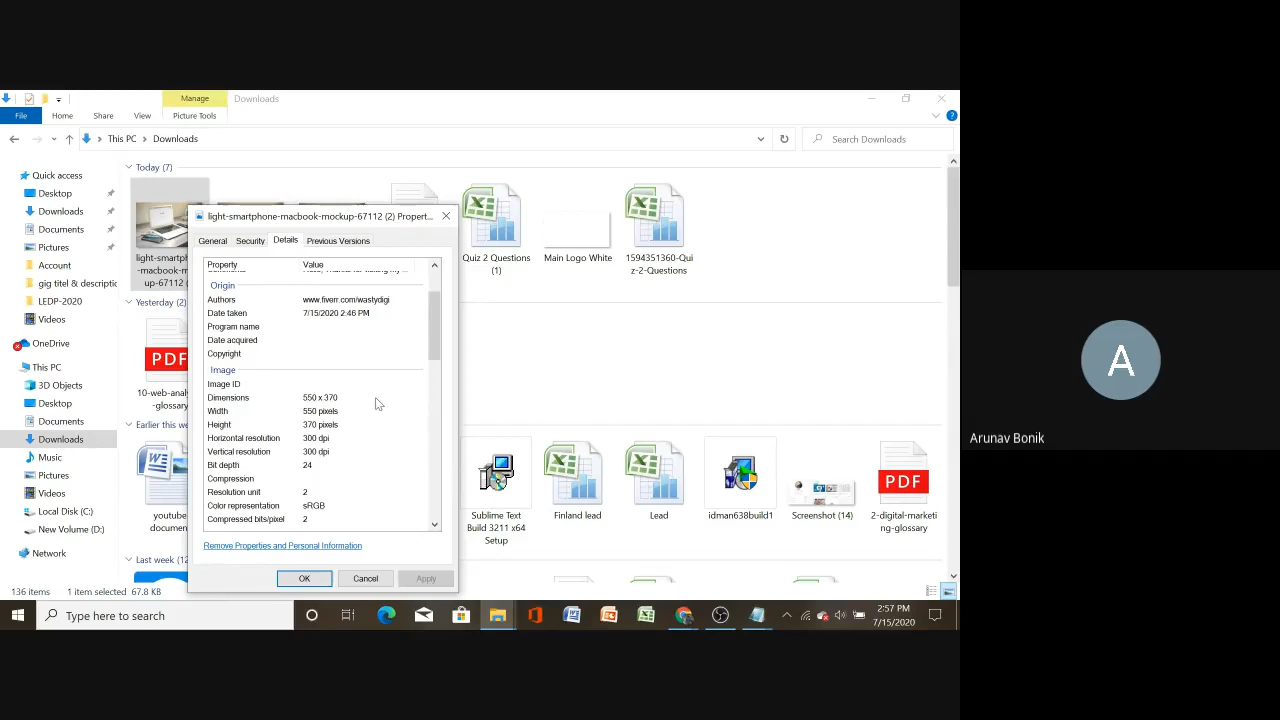 Manage
Downloads
File
Home
Share
View
Picture Tools
This PC
Downloads
Search Downloads
Quick access
Desktop
Downloads
Documents
Pictures
Account
gig titel & descriptio
LEDP-2020
Videos
OneDrive
This PC
3D Objects
Desktop
Documents
Downloads
Music
Pictures
Videos
Local Disk (C:)
New Volume (D:)
Network
Today (7)
light-smartph
-macbook-m
up-67112 (
Quiz 2 Questions
(1)
Main Logo White
1594351360-Qui
z-2-Questions
Yesterday (2)
PDF
10-web-analy
-glossary
Earlier this we
youtube
documen
Sublime Text
Build 3211 x64
Setup
Finland lead
Lead
idman638build1
Screenshot (14)
PDF
2-digital-marketi
ng-glossary
Last week (12
light-smartphone-macbook-mockup-67112 (2) Propert...
General
Security
Details
Previous Versions
Property
Value
Origin
Authors
www.fiverr.com/wastydigi
Date taken
7/15/2020 2:46 PM
Program name
Date acquired
Copyright
Image
Image ID
Dimensions
550 x 370
Width
550 pixels
Height
370 pixels
Horizontal resolution
300 dpi
Vertical resolution
300 dpi
Bit depth
24
Compression
Resolution unit
2
Color representation
sRGB
Compressed bits/pixel
2
Remove Properties and Personal Information
OK
Cancel
Apply
136 items
1 item selected
67.8 KB
Type here to search
2:57 PM
7/15/2020
A
Arunav Bonik